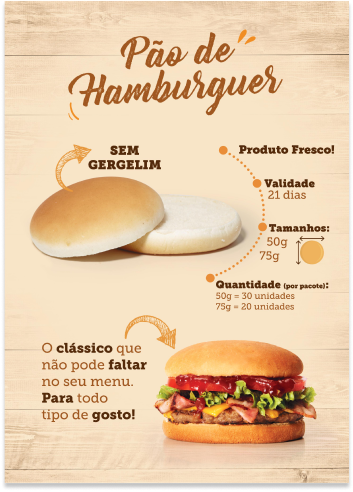 Pão de
Hamburguer
SEM
GERGELIM
Produto Fresco!
Validade
21 dias
Tamanhos:
50g
75g
Quantidade (por pacote):
50g = 30 unidades
75g = 20 unidades
O clássico que
não pode faltar
no seu menu.
Para todo
tipo de gosto!